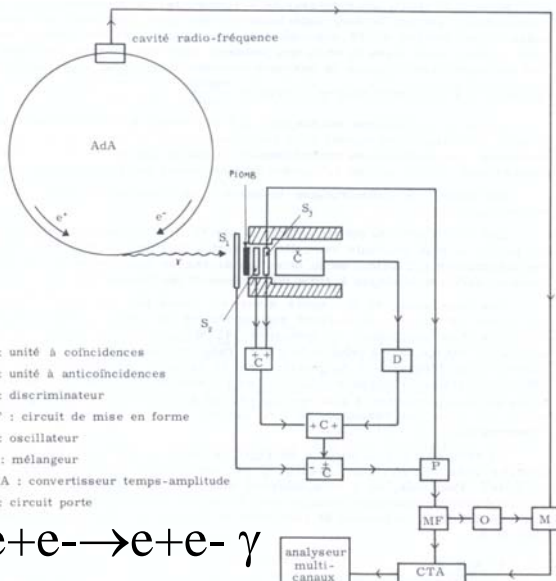 cavité radio-fréquence
AdA
e⁺
e⁻
γ
PlOMB
S₁
S₃
S₂
Č
+ +
C
D
+C+
- +
C
P
MF
O
M
CTA
analyseur
multi-
canaux
: unité à coïncidences
: unité à anticoïncidences
: discriminateur
: circuit de mise en forme
: oscillateur
: mélangeur
A : convertisseur temps-amplitude
: circuit porte
e+e-→e+e- γ